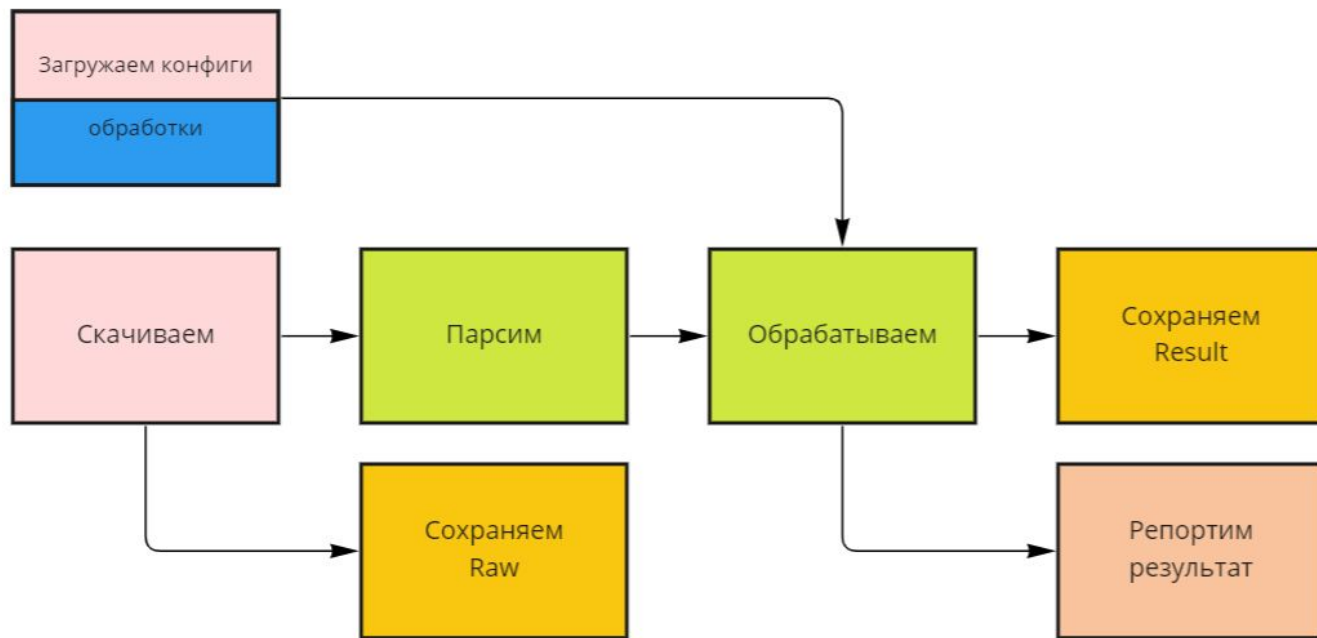 Загружаем конфиги
обработки
Скачиваем
Парсим
Обрабатываем
Сохраняем
Result
Сохраняем
Raw
Репортим
результат